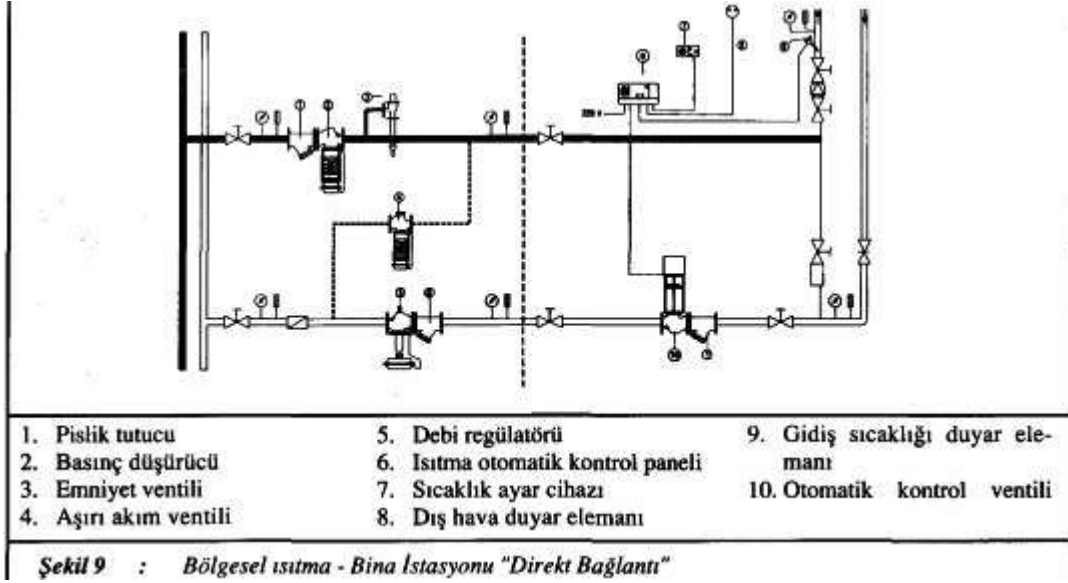 1. Pislik tutucu
2. Basınç düşürücü
3. Emniyet ventili
4. Aşırı akım ventili
5. Debi regülatörü
6. Isıtma otomatik kontrol paneli
7. Sıcaklık ayar cihazı
8. Dış hava duyar elemanı
9. Gidiş sıcaklığı duyar ele-
manı
10. Otomatik kontrol ventili
Şekil 9 : Bölgesel ısıtma - Bina İstasyonu "Direkt Bağlantı"